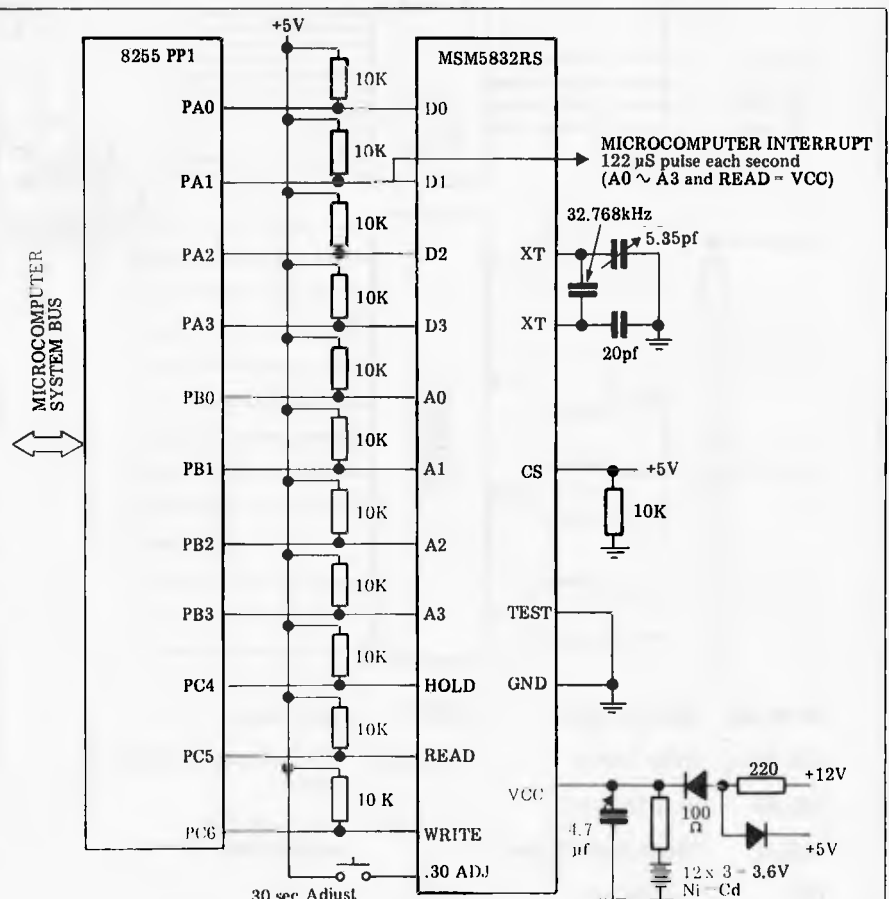 +5V
8255 PP1
MSM5832RS
10K
PA0
D0
10K
MICROCOMPUTER INTERRUPT
122 µS pulse each second
(A0 ~ A3 and READ = VCC)
PA1
D1
10K
32.768kHz
5.35pf
PA2
D2
XT
MICROCOMPUTER
SYSTEM BUS
10K
PA3
D3
XT
20pf
10K
PB0
A0
10K
PB1
A1
CS
+5V
10K
10K
PB2
A2
10K
PB3
A3
TEST
10K
PC4
HOLD
GND
10K
PC5
READ
220
+12V
VCC
10 K
100
Ω
4.7
µf
PC6
WRITE
+5V
.30 ADJ
12 x 3 - 3.6V
Ni - Cd
30 sec Adjust